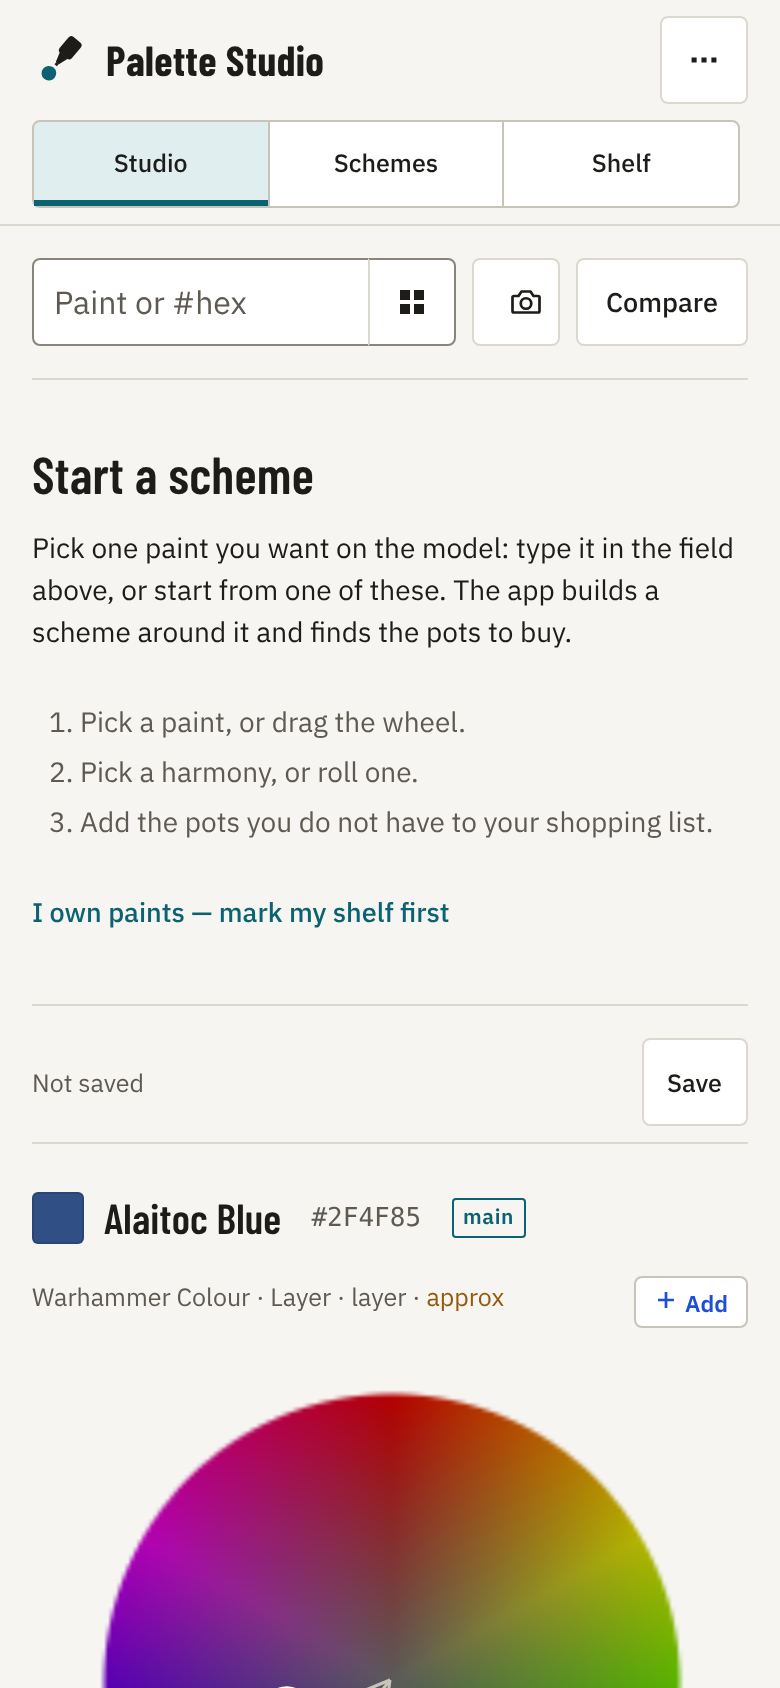 Palette Studio
...
Studio
Schemes
Shelf
Paint or #hex
Compare
Start a scheme
Pick one paint you want on the model: type it in the field
above, or start from one of these. The app builds a
scheme around it and finds the pots to buy.
1. Pick a paint, or drag the wheel.
2. Pick a harmony, or roll one.
3. Add the pots you do not have to your shopping list.
I own paints — mark my shelf first
Not saved
Save
Alaitoc Blue #2F4F85 main
Warhammer Colour · Layer · layer · approx
+ Add